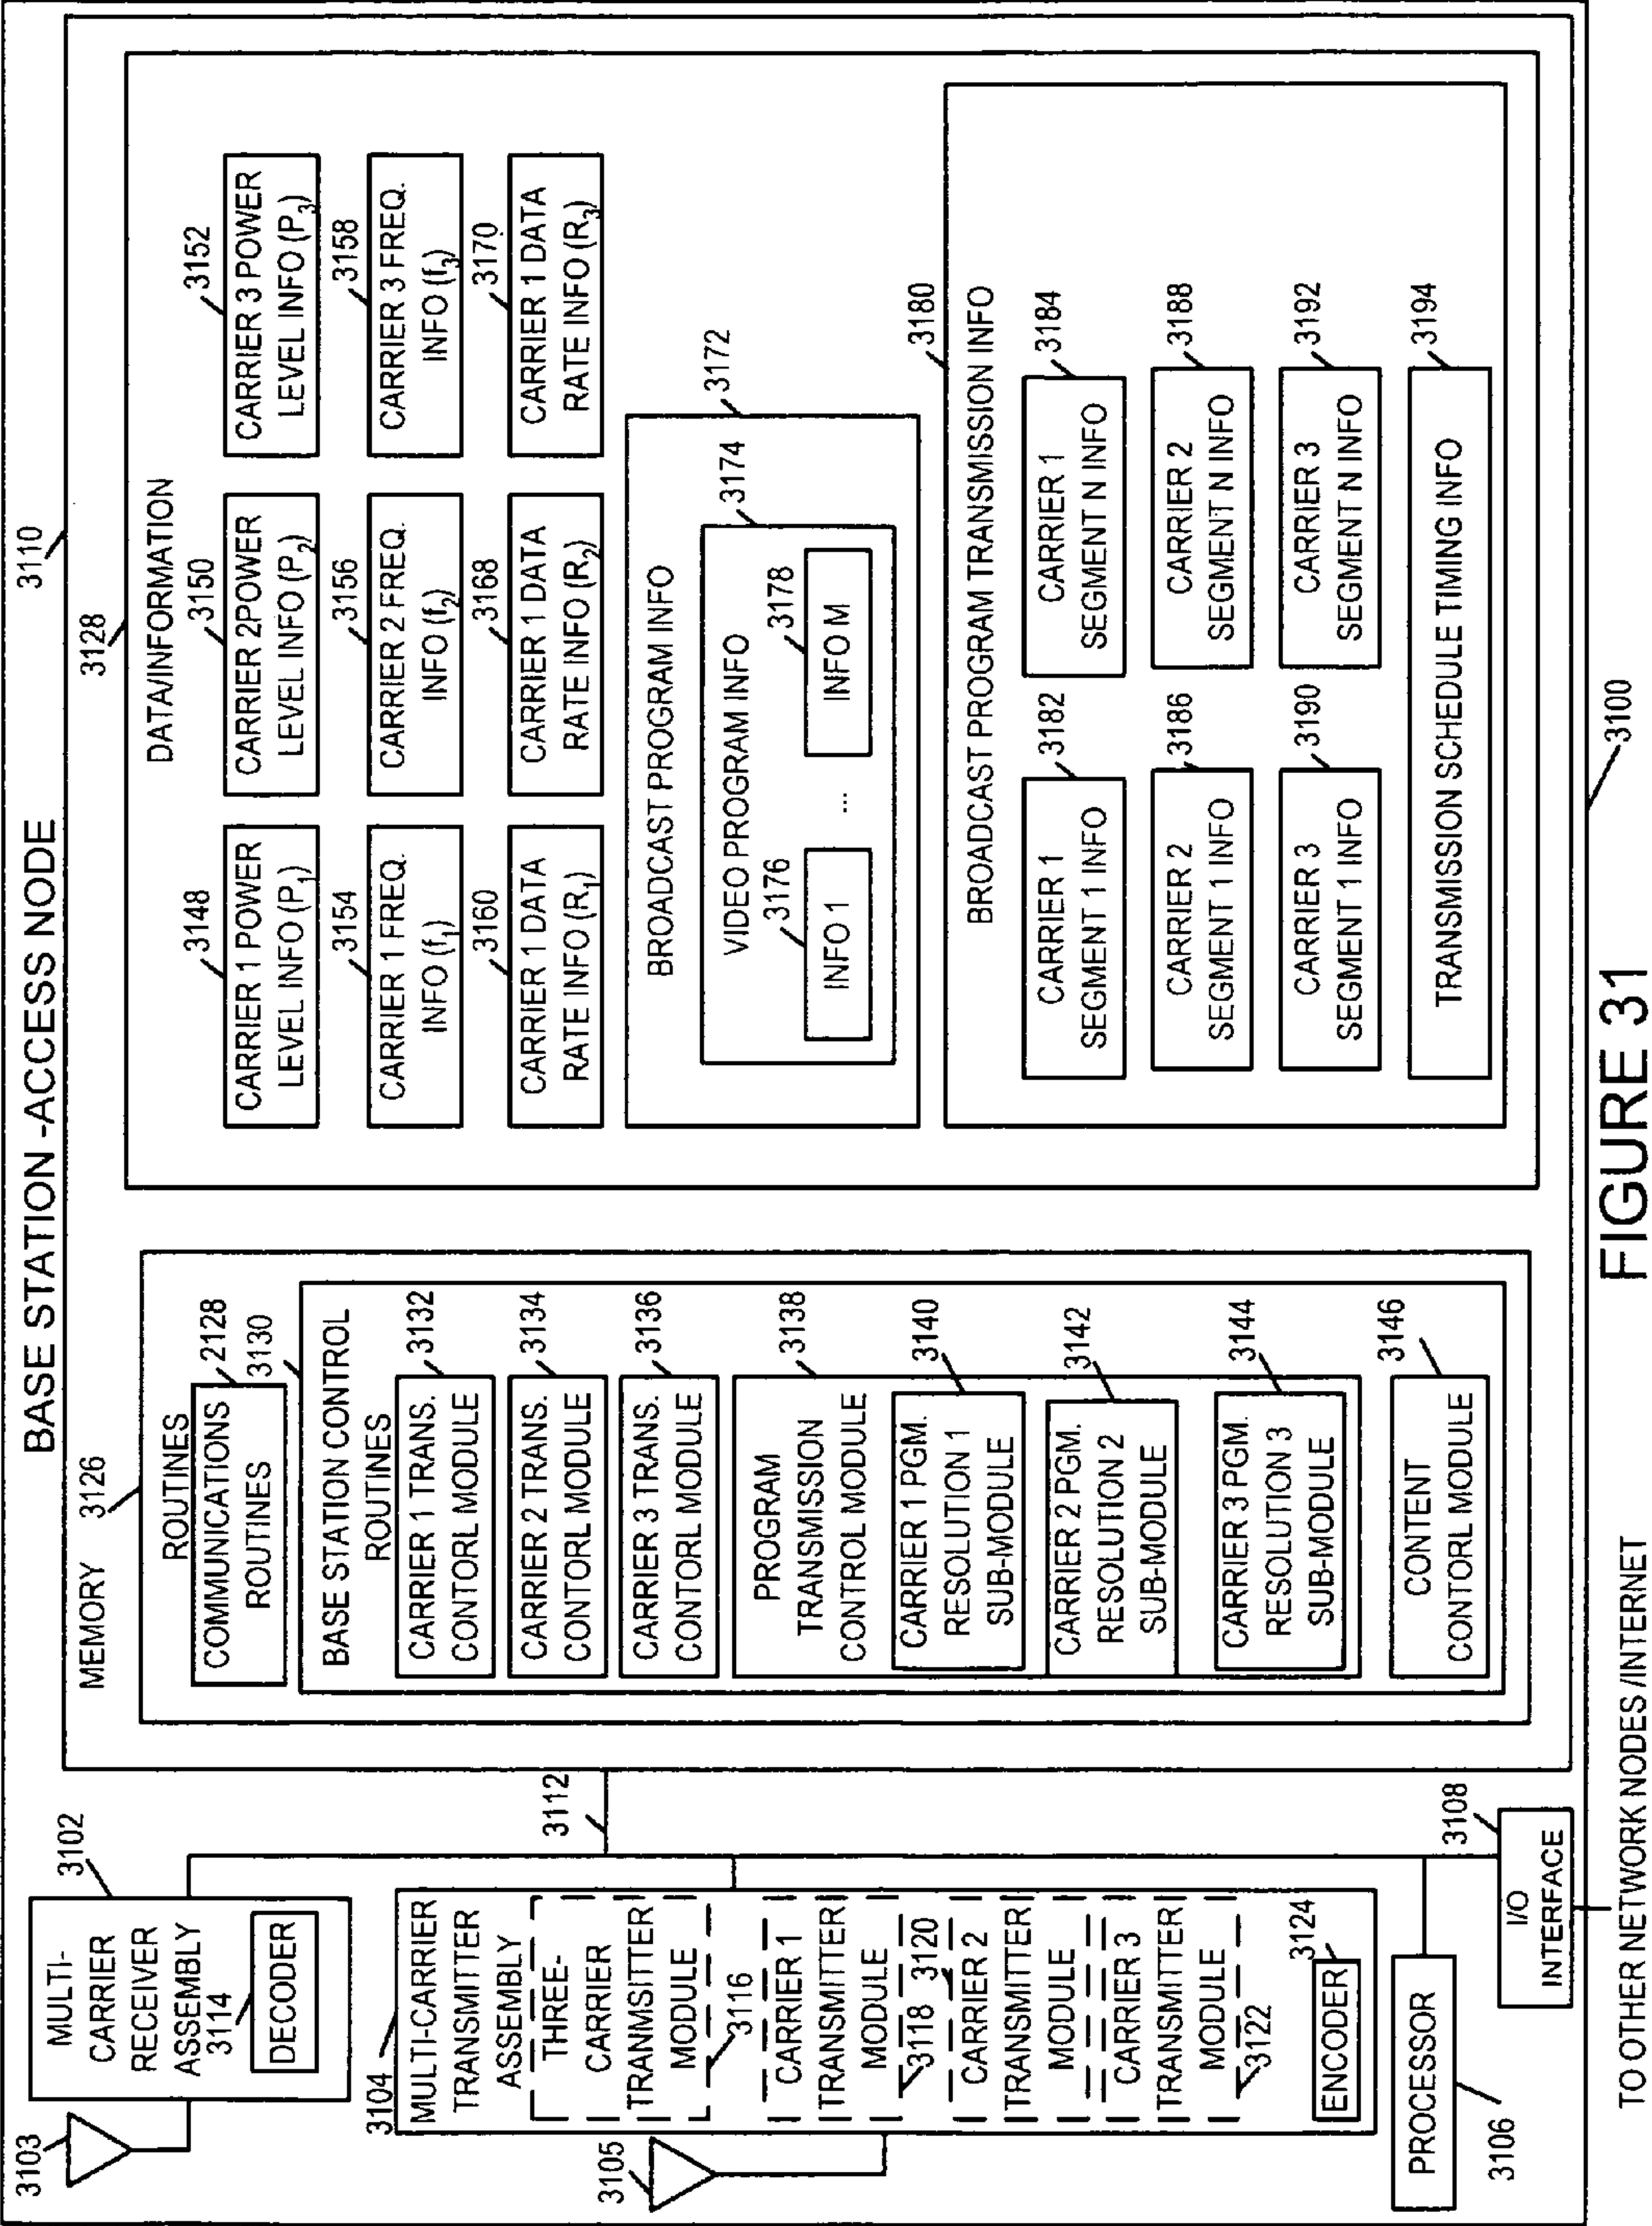 BASE STATION -ACCESS NODE
3110
3103
3102
MULTI-
CARRIER
RECEIVER
ASSEMBLY
3114
DECODER
3104
MULTI-CARRIER
TRANSMITTER
ASSEMBLY
THREE-
CARRIER
TRANMSITTER
MODULE
3116
CARRIER 1
TRANSMITTER
MODULE
3118
3120
CARRIER 2
TRANSMITTER
MODULE
CARRIER 3
TRANSMITTER
MODULE
3122
3124
ENCODER
3105
PROCESSOR
3106
3112
3108
I/O
INTERFACE
TO OTHER NETWORK NODES /INTERNET
MEMORY
3126
ROUTINES
2128
COMMUNICATIONS
ROUTINES
3130
BASE STATION CONTROL
ROUTINES
3132
CARRIER 1 TRANS.
CONTORL MODULE
3134
CARRIER 2 TRANS.
CONTORL MODULE
3136
CARRIER 3 TRANS.
CONTORL MODULE
3138
PROGRAM
TRANSMISSION
CONTROL MODULE
3140
CARRIER 1 PGM.
RESOLUTION 1
SUB-MODULE
3142
CARRIER 2 PGM.
RESOLUTION 2
SUB-MODULE
3144
CARRIER 3 PGM.
RESOLUTION 3
SUB-MODULE
3146
CONTENT
CONTORL MODULE
3128
DATA/INFORMATION
3148
CARRIER 1 POWER
LEVEL INFO (P1)
3150
CARRIER 2POWER
LEVEL INFO (P2)
3152
CARRIER 3 POWER
LEVEL INFO (P3)
3154
CARRIER 1 FREQ.
INFO (f1)
3156
CARRIER 2 FREQ.
INFO (f2)
3158
CARRIER 3 FREQ.
INFO (f3)
3160
CARRIER 1 DATA
RATE INFO (R1)
3168
CARRIER 1 DATA
RATE INFO (R2)
3170
CARRIER 1 DATA
RATE INFO (R3)
3172
BROADCAST PROGRAM INFO
3174
VIDEO PROGRAM INFO
3176
INFO 1
...
3178
INFO M
3180
BROADCAST PROGRAM TRANSMISSION INFO
3182
CARRIER 1
SEGMENT 1 INFO
3184
CARRIER 1
SEGMENT N INFO
3186
CARRIER 2
SEGMENT 1 INFO
3188
CARRIER 2
SEGMENT N INFO
3190
CARRIER 3
SEGMENT 1 INFO
3192
CARRIER 3
SEGMENT N INFO
3194
TRANSMISSION SCHEDULE TIMING INFO
3100
FIGURE 31